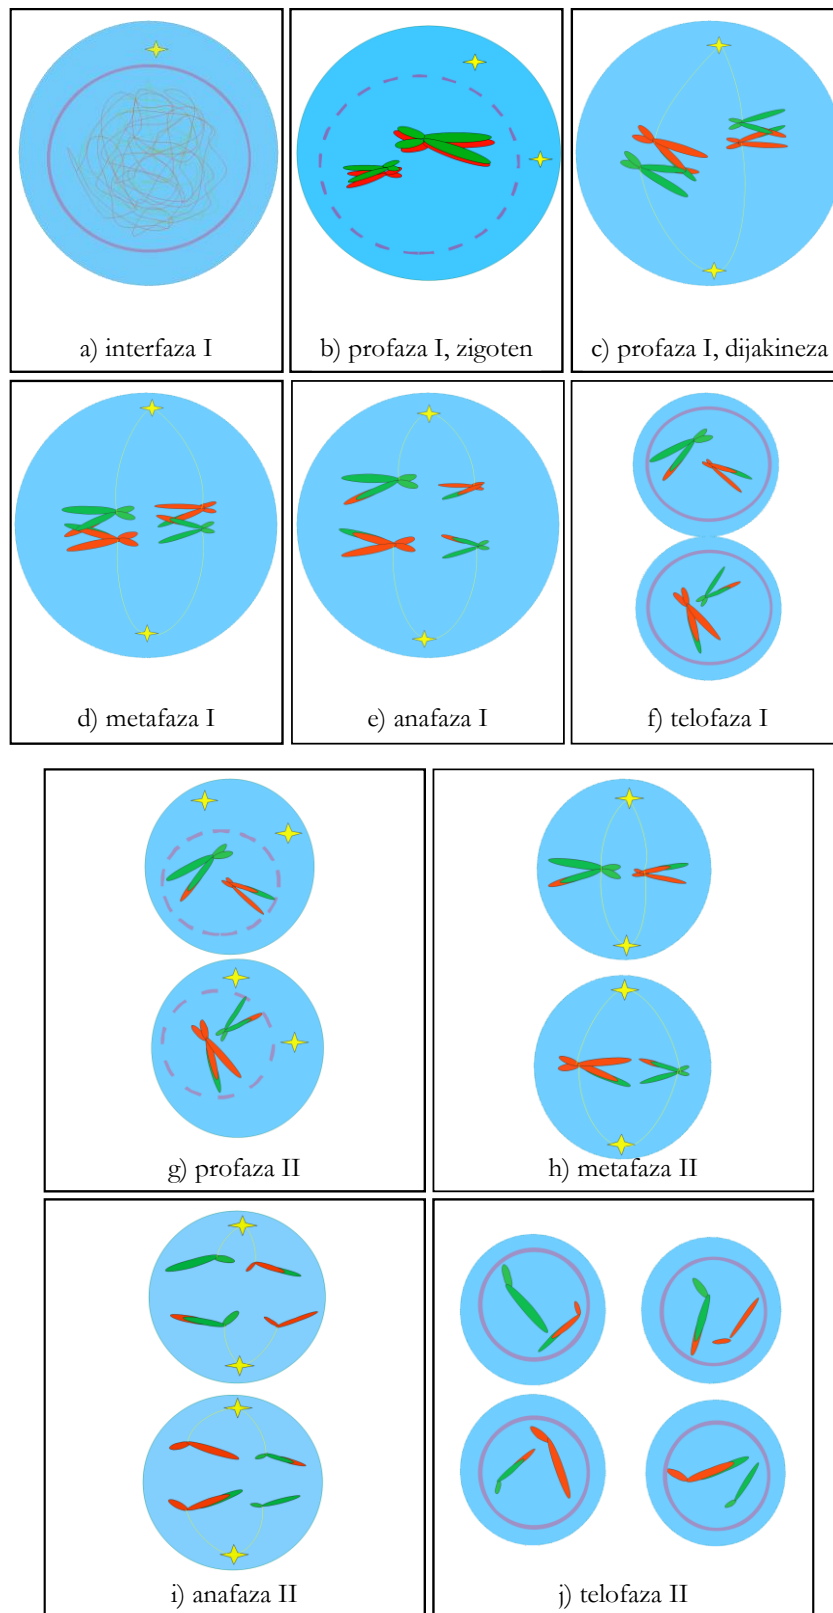 a) interfaza I
b) profaza I, zigoten
c) profaza I, dijakineza
d) metafaza I
e) anafaza I
f) telofaza I
g) profaza II
h) metafaza II
i) anafaza II
j) telofaza II